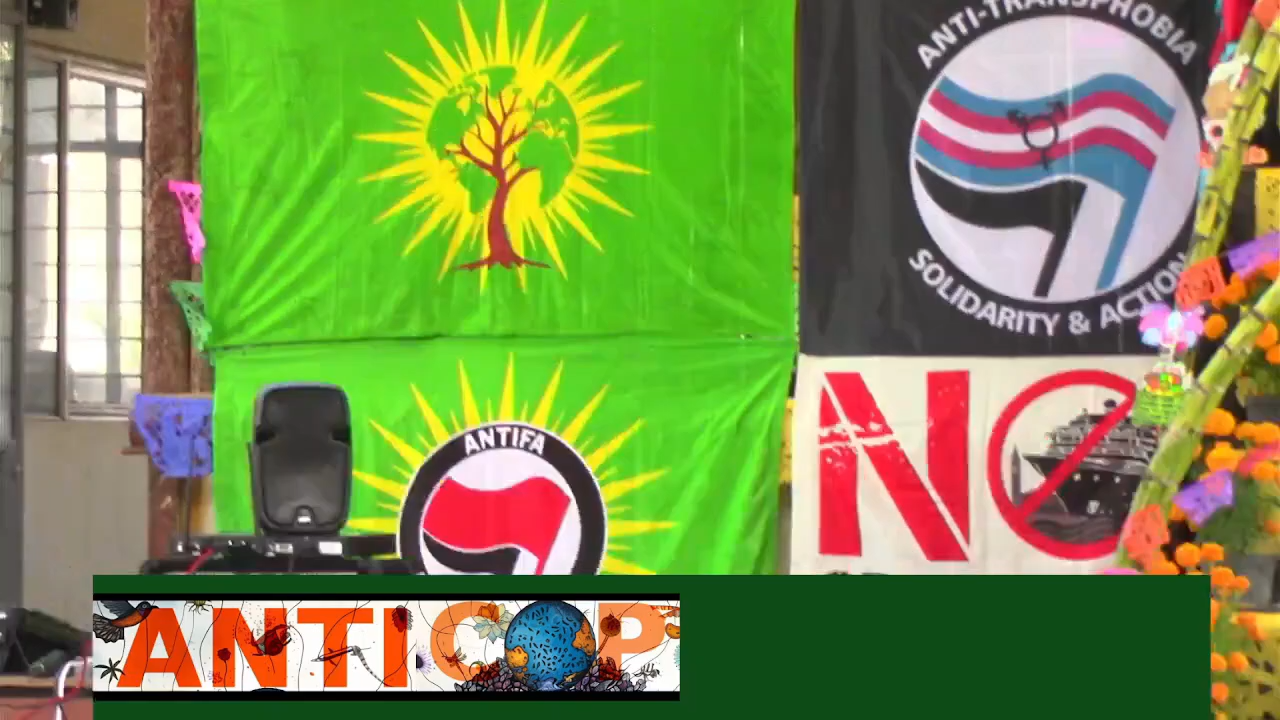 ANTI-TRANSPHOBIA
SOLIDARITY & ACTION
NO
ANTIFA
ANTICOP